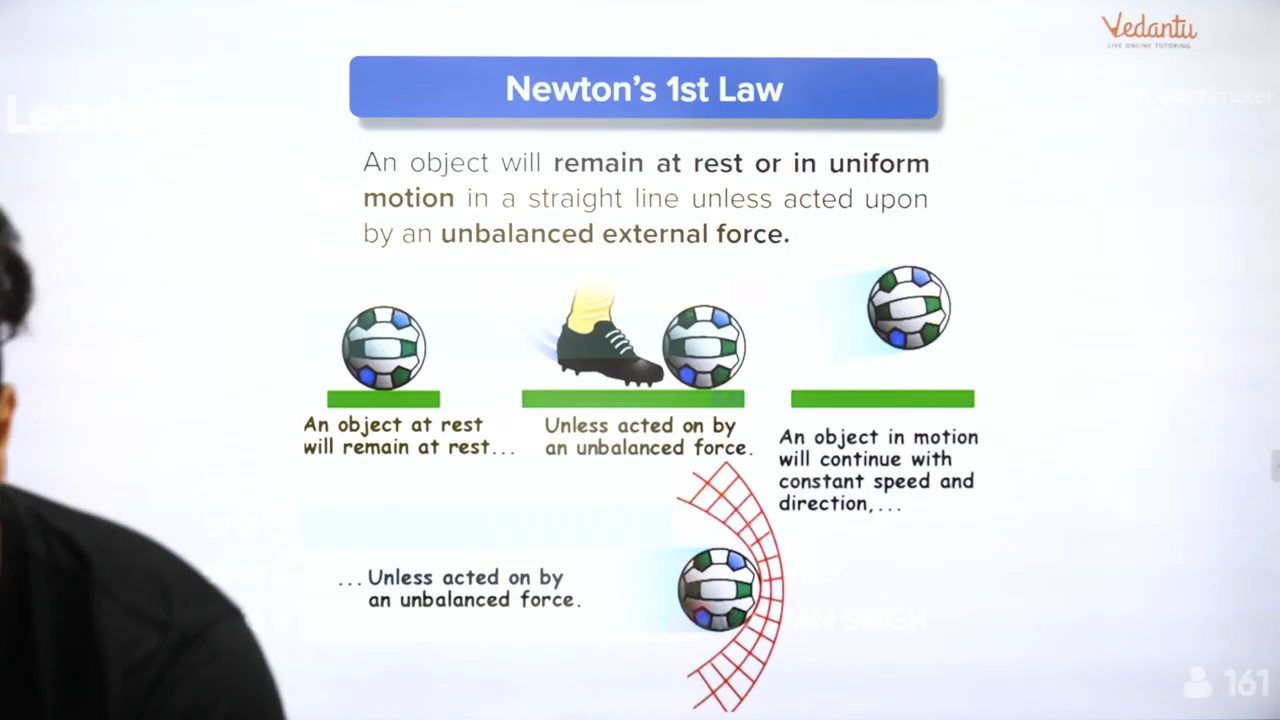 Vedantu
LIVE ONLINE TUTORING
Newton's 1st Law
An object will remain at rest or in uniform
motion in a straight line unless acted upon
by an unbalanced external force.
An object at rest
will remain at rest...
Unless acted on by
an unbalanced force.
An object in motion
will continue with
constant speed and
direction,...
... Unless acted on by
an unbalanced force.
161